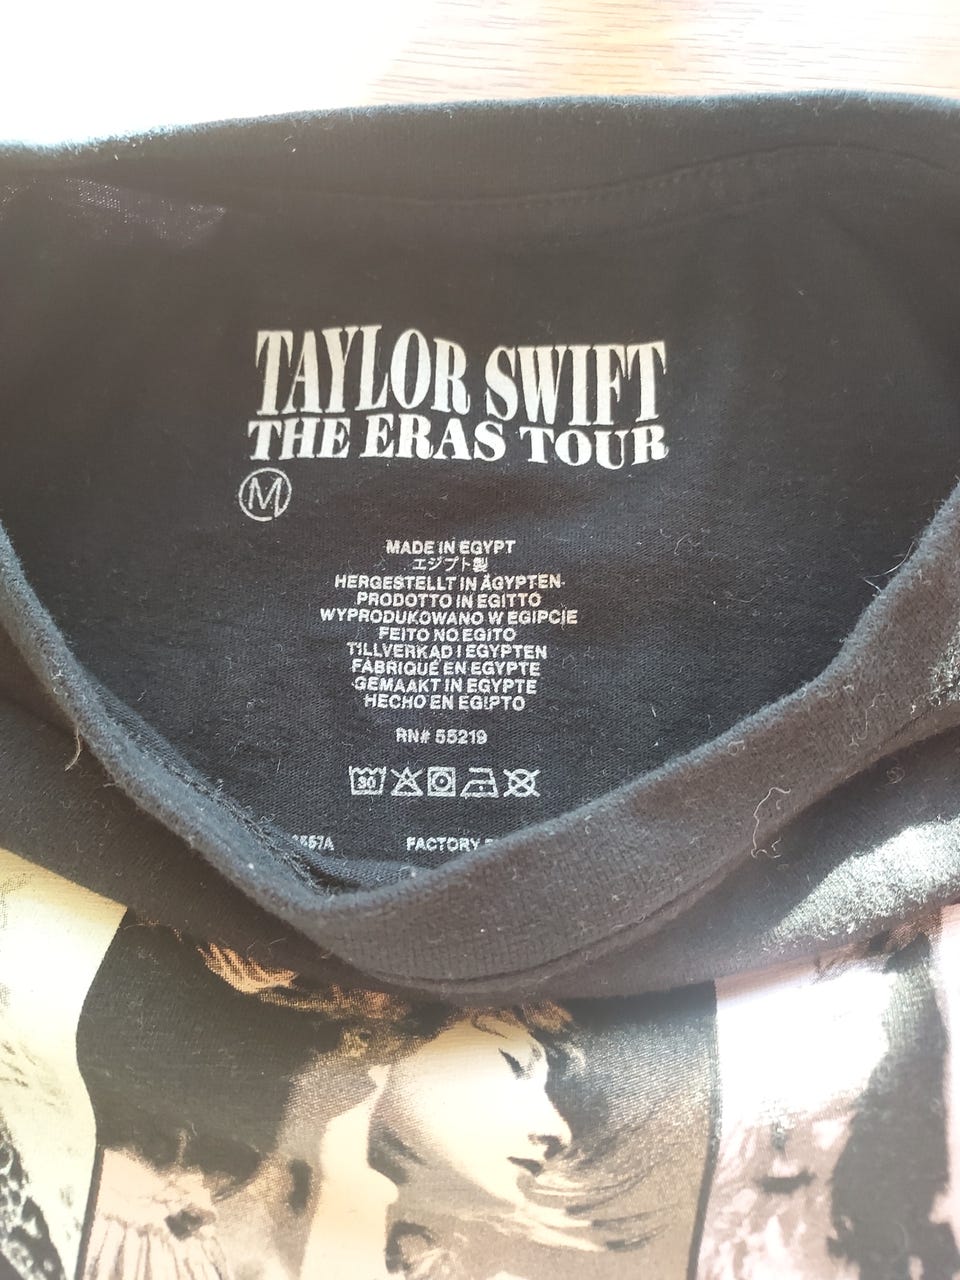 TAYLOR SWIFT
THE ERAS TOUR
M
MADE IN EGYPT
エジプト製
HERGESTELLT IN ÄGYPTEN
PRODOTTO IN EGITTO
WYPRODUKOWANO W EGIPCIE
FEITO NO EGITO
TILLVERKAD I EGYPTEN
FABRIQUÉ EN EGYPTE
GEMAAKT IN EGYPTE
HECHO EN EGIPTO
RN# 55219
30
FACTORY